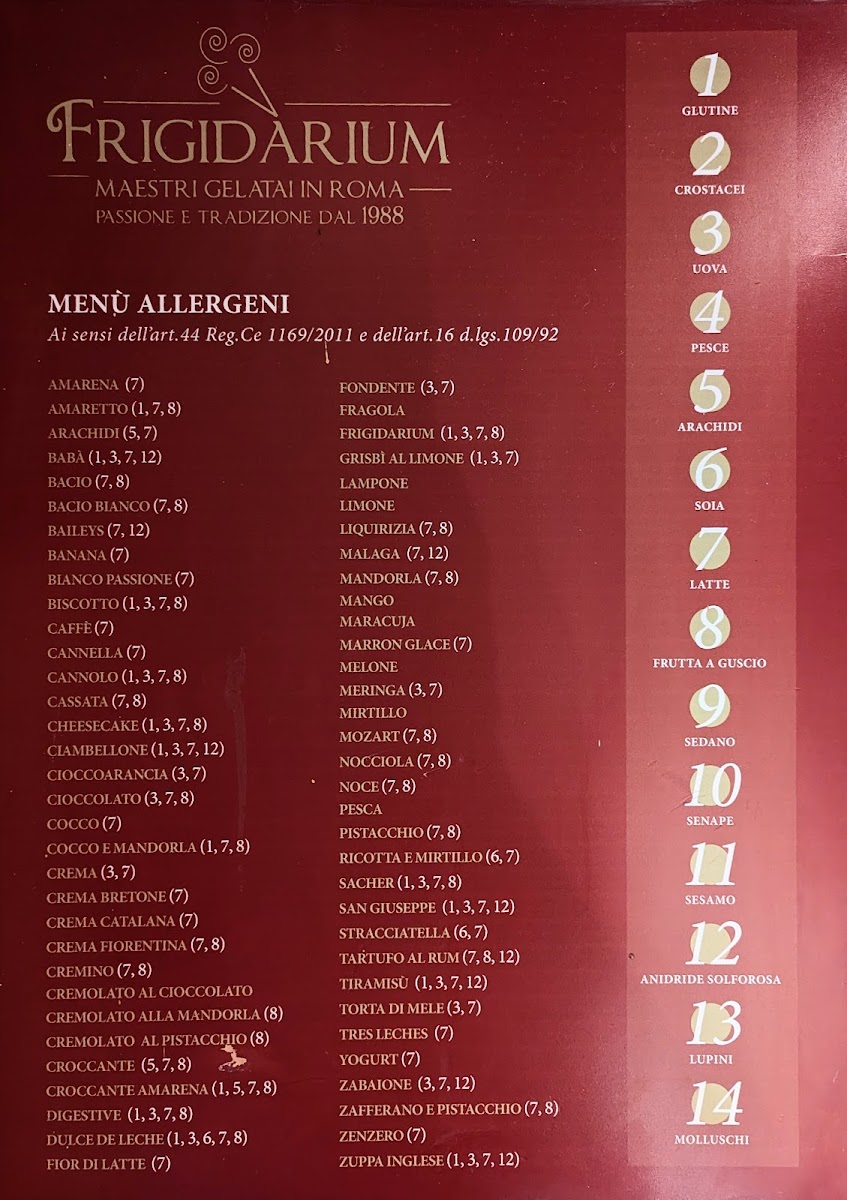 FRIGIDARIUM
MAESTRI GELATAI IN ROMA
PASSIONE E TRADIZIONE DAL 1988
MENÙ ALLERGENI
Ai sensi dell'art.44 Reg.Ce 1169/2011 e dell'art.16 d.lgs.109/92
AMARENA (7)
AMARETTO (1, 7, 8)
ARACHIDI (5, 7)
BABÀ (1, 3, 7, 12)
BACIO (7, 8)
BACIO BIANCO (7, 8)
BAILEYS (7, 12)
BANANA (7)
BIANCO PASSIONE (7)
BISCOTTO (1, 3, 7, 8)
CAFFÈ (7)
CANNELLA (7)
CANNOLO (1, 3, 7, 8)
CASSATA (7, 8)
CHEESECAKE (1, 3, 7, 8)
CIAMBELLONE (1, 3, 7, 12)
CIOCCOARANCIA (3, 7)
CIOCCOLATO (3, 7, 8)
COCCO (7)
COCCO E MANDORLA (1, 7, 8)
CREMA (3, 7)
CREMA BRETONE (7)
CREMA CATALANA (7)
CREMA FIORENTINA (7, 8)
CREMINO (7, 8)
CREMOLATO AL CIOCCOLATO
CREMOLATO ALLA MANDORLA (8)
CREMOLATO AL PISTACCHIO (8)
CROCCANTE (5, 7, 8)
CROCCANTE AMARENA (1, 5, 7, 8)
DIGESTIVE (1, 3, 7, 8)
DULCE DE LECHE (1, 3, 6, 7, 8)
FIOR DI LATTE (7)
FONDENTE (3, 7)
FRAGOLA
FRIGIDARIUM (1, 3, 7, 8)
GRISBÌ AL LIMONE (1, 3, 7)
LAMPONE
LIMONE
LIQUIRIZIA (7, 8)
MALAGA (7, 12)
MANDORLA (7, 8)
MANGO
MARACUJA
MARRON GLACE (7)
MELONE
MERINGA (3, 7)
MIRTILLO
MOZART (7, 8)
NOCCIOLA (7, 8)
NOCE (7, 8)
PESCA
PISTACCHIO (7, 8)
RICOTTA E MIRTILLO (6, 7)
SACHER (1, 3, 7, 8)
SAN GIUSEPPE (1, 3, 7, 12)
STRACCIATELLA (6, 7)
TARTUFO AL RUM (7, 8, 12)
TIRAMISÙ (1, 3, 7, 12)
TORTA DI MELE (3, 7)
TRES LECHES (7)
YOGURT (7)
ZABAIONE (3, 7, 12)
ZAFFERANO E PISTACCHIO (7, 8)
ZENZERO (7)
ZUPPA INGLESE (1, 3, 7, 12)
1
GLUTINE
2
CROSTACEI
3
UOVA
4
PESCE
5
ARACHIDI
6
SOIA
7
LATTE
8
FRUTTA A GUSCIO
9
SEDANO
10
SENAPE
11
SESAMO
12
ANIDRIDE SOLFOROSA
13
LUPINI
14
MOLLUSCHI